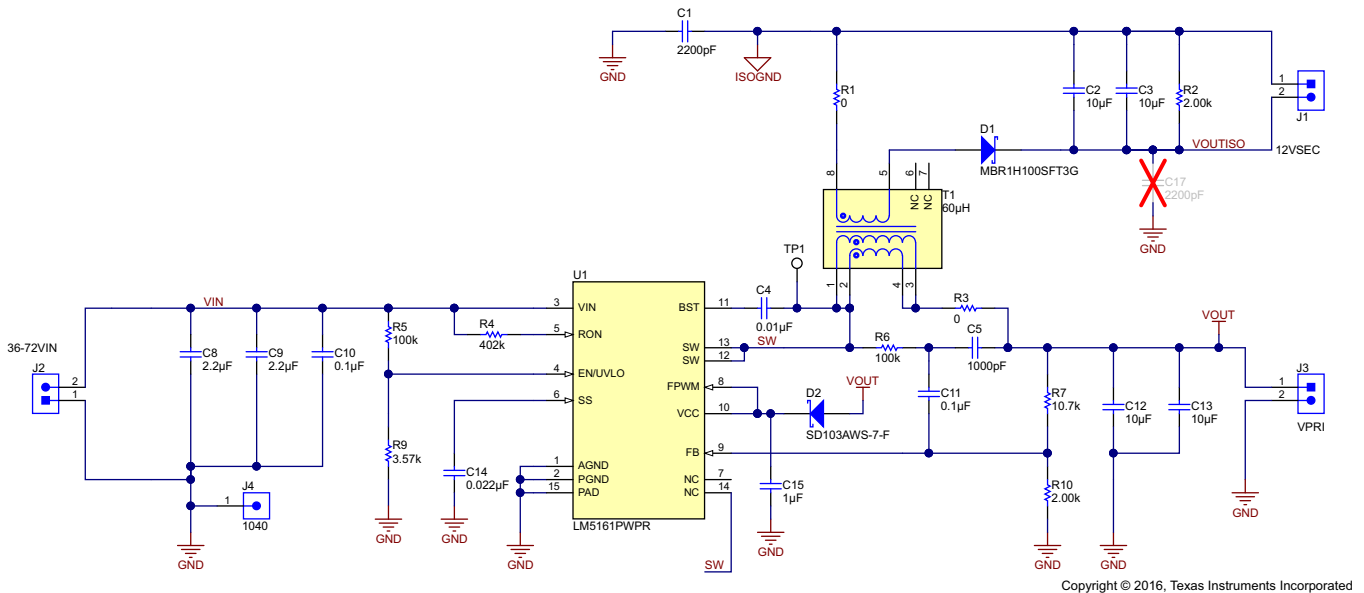 C1
2200pF
GND
ISOGND
R1
0
C2
10µF
C3
10µF
R2
2.00k
1
2
J1
D1
MBR1H100SFT3G
VOUTISO
12VSEC
C17
2200pF
GND
8
5
6
7
NC
NC
T1
60µH
TP1
1
2
4
3
U1
VIN
3
VIN
BST
11
C4
0.01µF
R3
0
R4
402k
5
RON
R5
100k
36-72VIN
C8
2.2µF
C9
2.2µF
C10
0.1µF
J2
2
1
4
EN/UVLO
6
SS
SW
13
SW
SW
12
R6
100k
C5
1000pF
VOUT
FPWM
8
VCC
10
D2
SD103AWS-7-F
VOUT
C11
0.1µF
R7
10.7k
C12
10µF
C13
10µF
1
2
J3
VPRI
R9
3.57k
C14
0.022µF
FB
9
1
AGND
2
PGND
15
PAD
NC
7
NC
14
C15
1µF
R10
2.00k
J4
1
1040
LM5161PWPR
GND
GND
GND
GND
SW
GND
GND
GND
GND
Copyright © 2016, Texas Instruments Incorporated